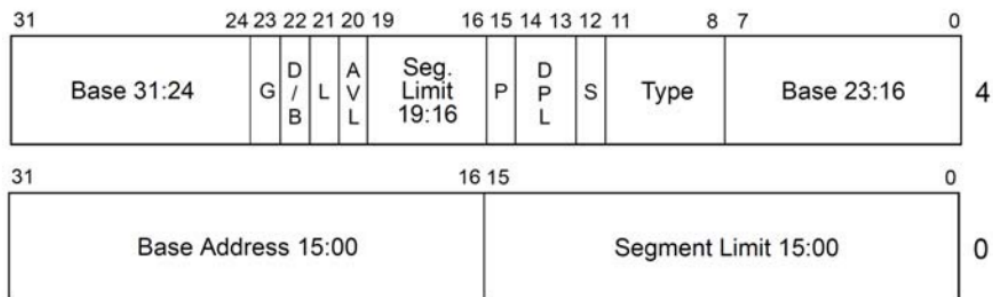 31 24 23 22 21 20 19 16 15 14 13 12 11 8 7 0
Base 31:24 G D/B L AVL Seg. Limit 19:16 P DPL S Type Base 23:16 4
31 16 15 0
Base Address 15:00 Segment Limit 15:00 0